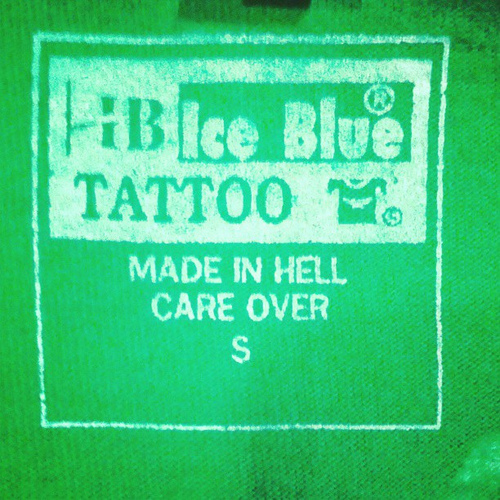 HB Ice Blue ®
TATTOO
MADE IN HELL
CARE OVER
S